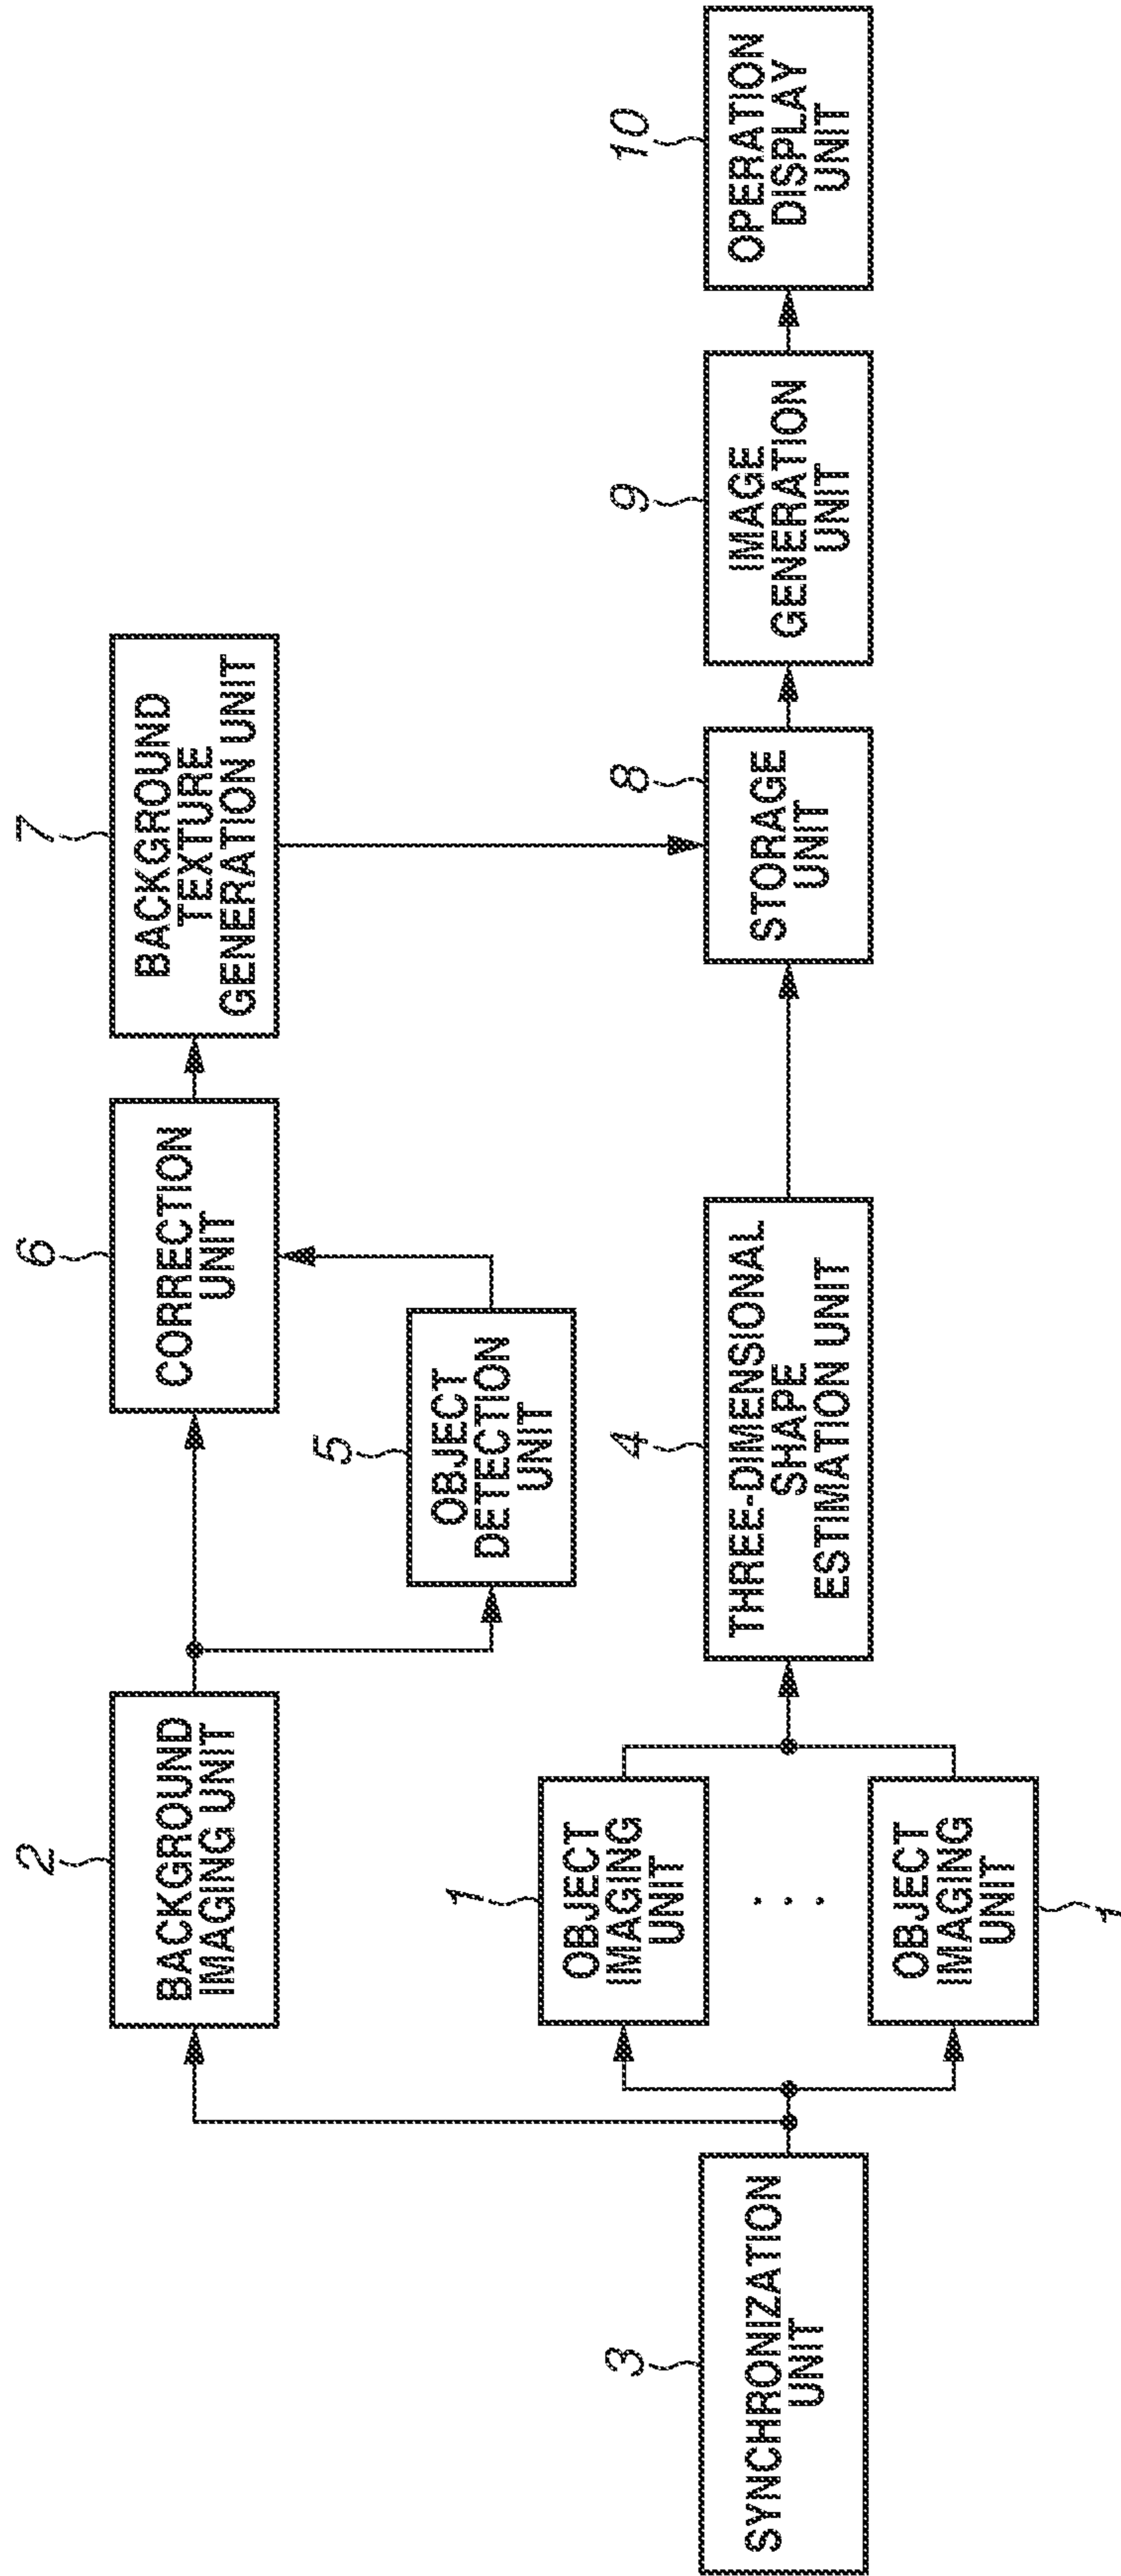 2
BACKGROUND
IMAGING UNIT
6
CORRECTION
UNIT
7
BACKGROUND
TEXTURE
GENERATION UNIT
5
OBJECT
DETECTION
UNIT
3
SYNCHRONIZATION
UNIT
1
OBJECT
IMAGING
UNIT
. . .
OBJECT
IMAGING
UNIT
1
4
THREE-DIMENSIONAL
SHAPE
ESTIMATION UNIT
8
STORAGE
UNIT
9
IMAGE
GENERATION
UNIT
10
OPERATION
DISPLAY
UNIT